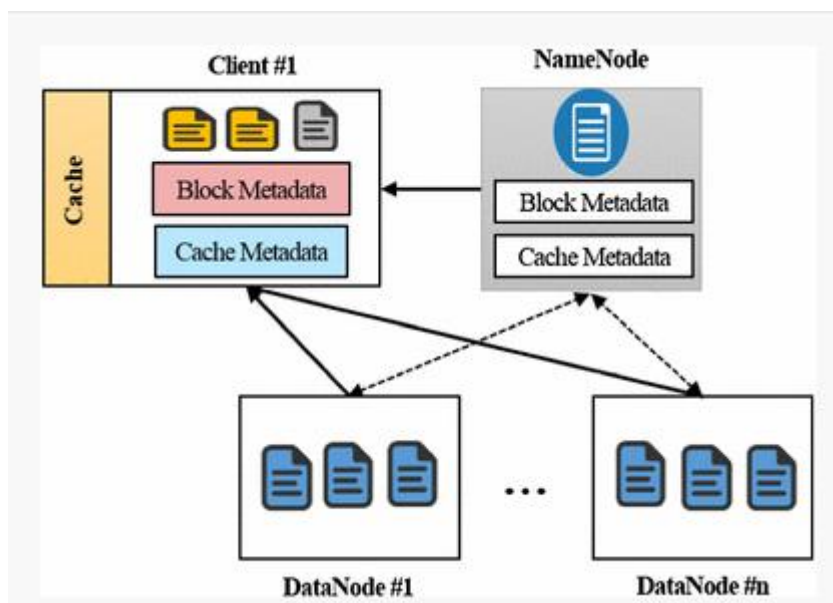 Client #1
NameNode
Cache
Block Metadata
Cache Metadata
Block Metadata
Cache Metadata
...
DataNode #1
DataNode #n